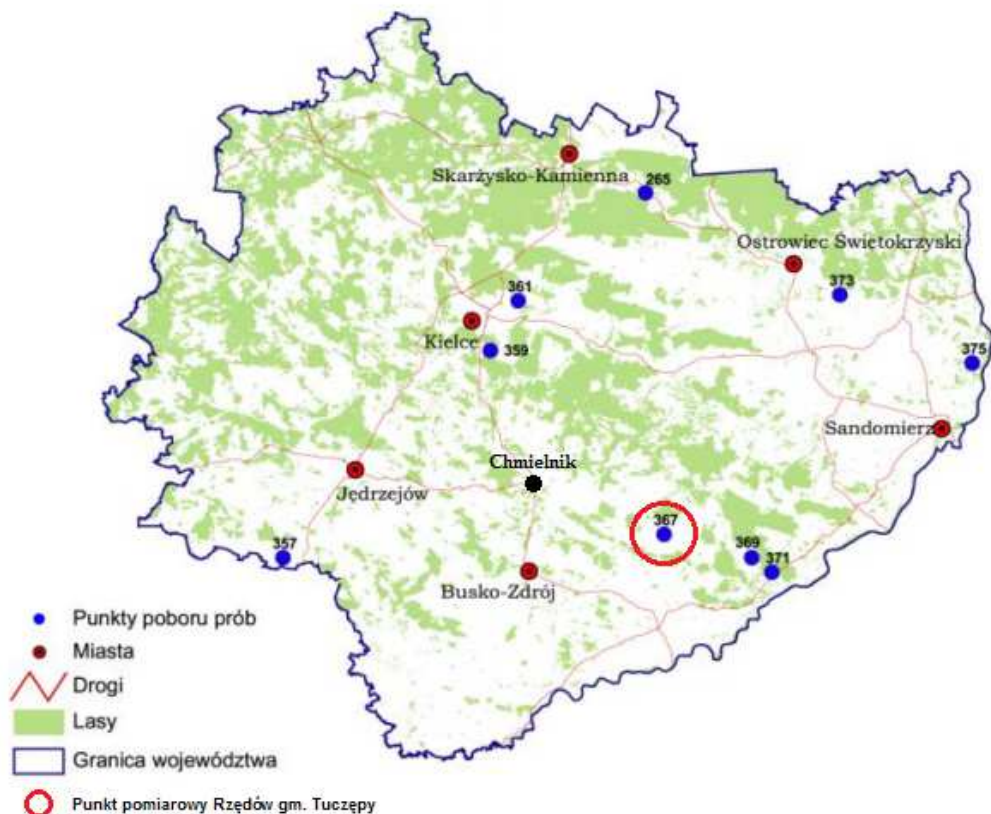 Skarżysko-Kamienna
265
Ostrowiec Świętokrzyski
373
361
Kielce
359
375
Sandomierz
Chmielnik
Jędrzejów
367
357
369
371
Busko-Zdrój
Punkty poboru prób
Miasta
Drogi
Lasy
Granica województwa
Punkt pomiarowy Rzędów gm. Tuczępy